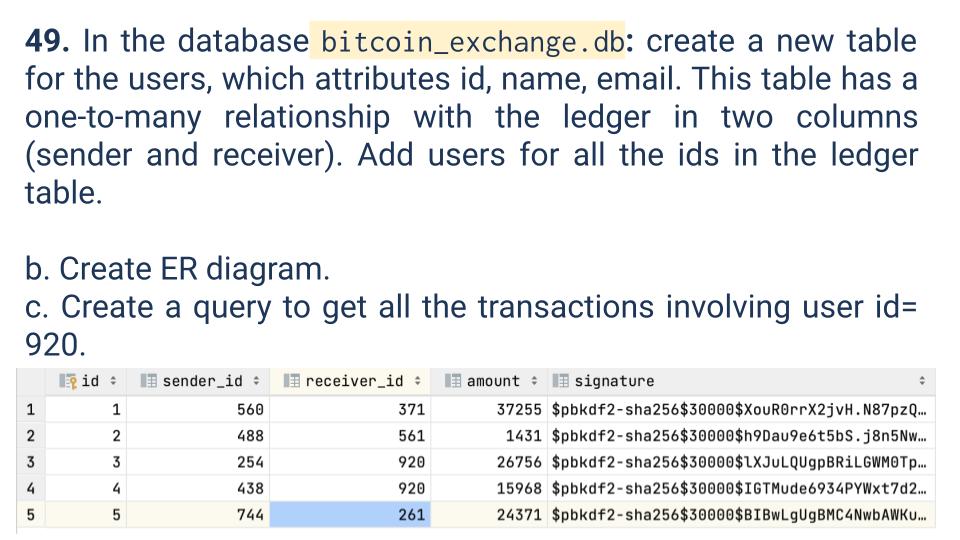 49. In the database bitcoin_exchange.db: create a new table
for the users, which attributes id, name, email. This table has a
one-to-many relationship with the ledger in two columns
(sender and receiver). Add users for all the ids in the ledger
table.
b. Create ER diagram.
c. Create a query to get all the transactions involving user id=
920.
id sender_id receiver_id amount signature
1 1 560 371 37255 $pbkdf2-sha256$30000$XouR0rrX2jvH.N87pzQ…
2 2 488 561 1431 $pbkdf2-sha256$30000$h9Dau9e6t5bS.j8n5Nw…
3 3 254 920 26756 $pbkdf2-sha256$30000$lXJuLQUgpBRiLGWM0Tp…
4 4 438 920 15968 $pbkdf2-sha256$30000$IGTMude6934PYWxt7d2…
5 5 744 261 24371 $pbkdf2-sha256$30000$BIBwLgUgBMC4NwbAWKu…